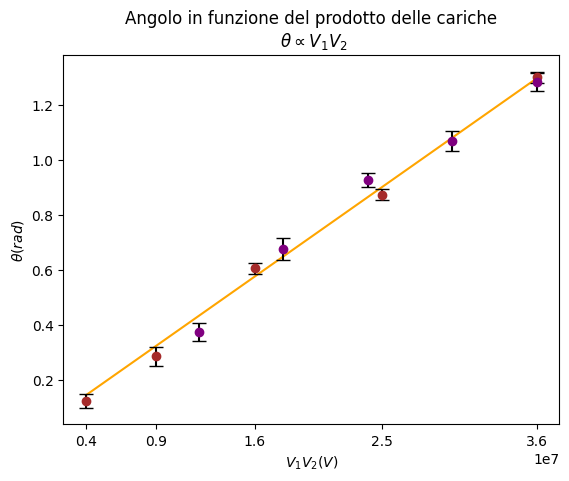 Angolo in funzione del prodotto delle cariche
θ ∝ V₁V₂
1.2
1.0
0.8
0.6
0.4
0.2
θ(rad)
0.4 0.9 1.6 2.5 3.6
1e7
V₁V₂(V)